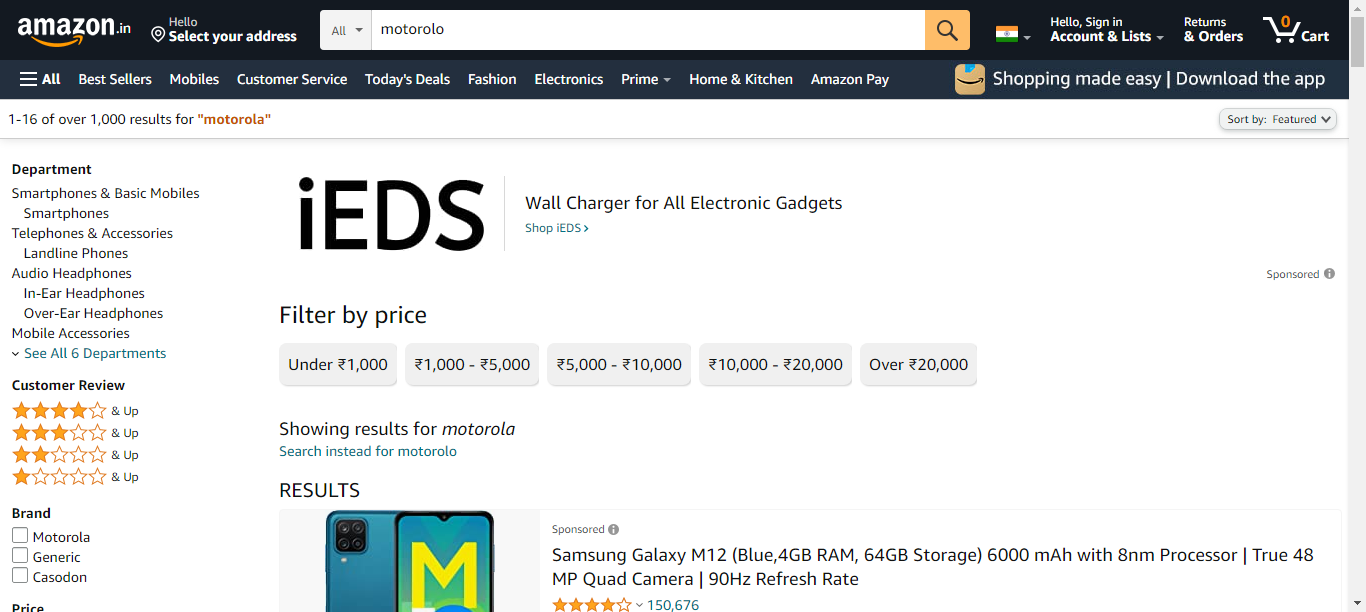 amazon.in
Hello
Select your address
All
motorolo
Hello, Sign in
Account & Lists
Returns
& Orders
0
Cart
All
Best Sellers
Mobiles
Customer Service
Today's Deals
Fashion
Electronics
Prime
Home & Kitchen
Amazon Pay
Shopping made easy | Download the app
1-16 of over 1,000 results for "motorola"
Sort by: Featured
Department
Smartphones & Basic Mobiles
Smartphones
Telephones & Accessories
Landline Phones
Audio Headphones
In-Ear Headphones
Over-Ear Headphones
Mobile Accessories
See All 6 Departments
Customer Review
& Up
& Up
& Up
& Up
Brand
Motorola
Generic
Casodon
Price
iEDS
Wall Charger for All Electronic Gadgets
Shop iEDS ›
Sponsored
Filter by price
Under ₹1,000
₹1,000 - ₹5,000
₹5,000 - ₹10,000
₹10,000 - ₹20,000
Over ₹20,000
Showing results for motorola
Search instead for motorolo
RESULTS
M
Sponsored
Samsung Galaxy M12 (Blue,4GB RAM, 64GB Storage) 6000 mAh with 8nm Processor | True 48
MP Quad Camera | 90Hz Refresh Rate
150,676